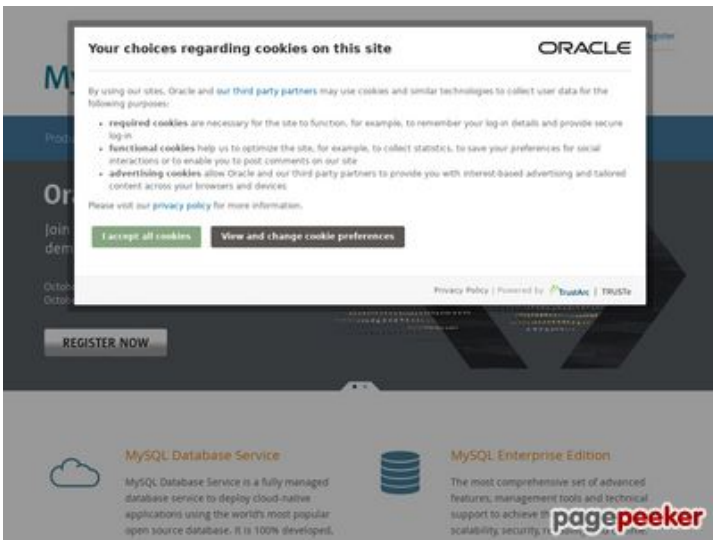 Your choices regarding cookies on this site
ORACLE
By using our sites, Oracle and our third party partners may use cookies and similar technologies to collect user data for the
following purposes:
• required cookies are necessary for the site to function, for example, to remember your log-in details and provide secure
log-in
• functional cookies help us to optimize the site, for example, to collect statistics, to save your preferences for social
interactions or to enable you to post comments on our site
• advertising cookies allow Oracle and our third party partners to provide you with interest-based advertising and tailored
content across your browsers and devices
Please visit our privacy policy for more information.
I accept all cookies
View and change cookie preferences
Privacy Policy | Powered by: TrustArc | TRUSTe
My
Or
Join
dem
Octob
Octob
REGISTER NOW
MySQL Database Service
MySQL Database Service is a fully managed
database service to deploy cloud-native
applications using the world's most popular
open source database. It is 100% developed,
MySQL Enterprise Edition
The most comprehensive set of advanced
features, management tools and technical
support to achieve th
scalability, security, r
pagepeeker